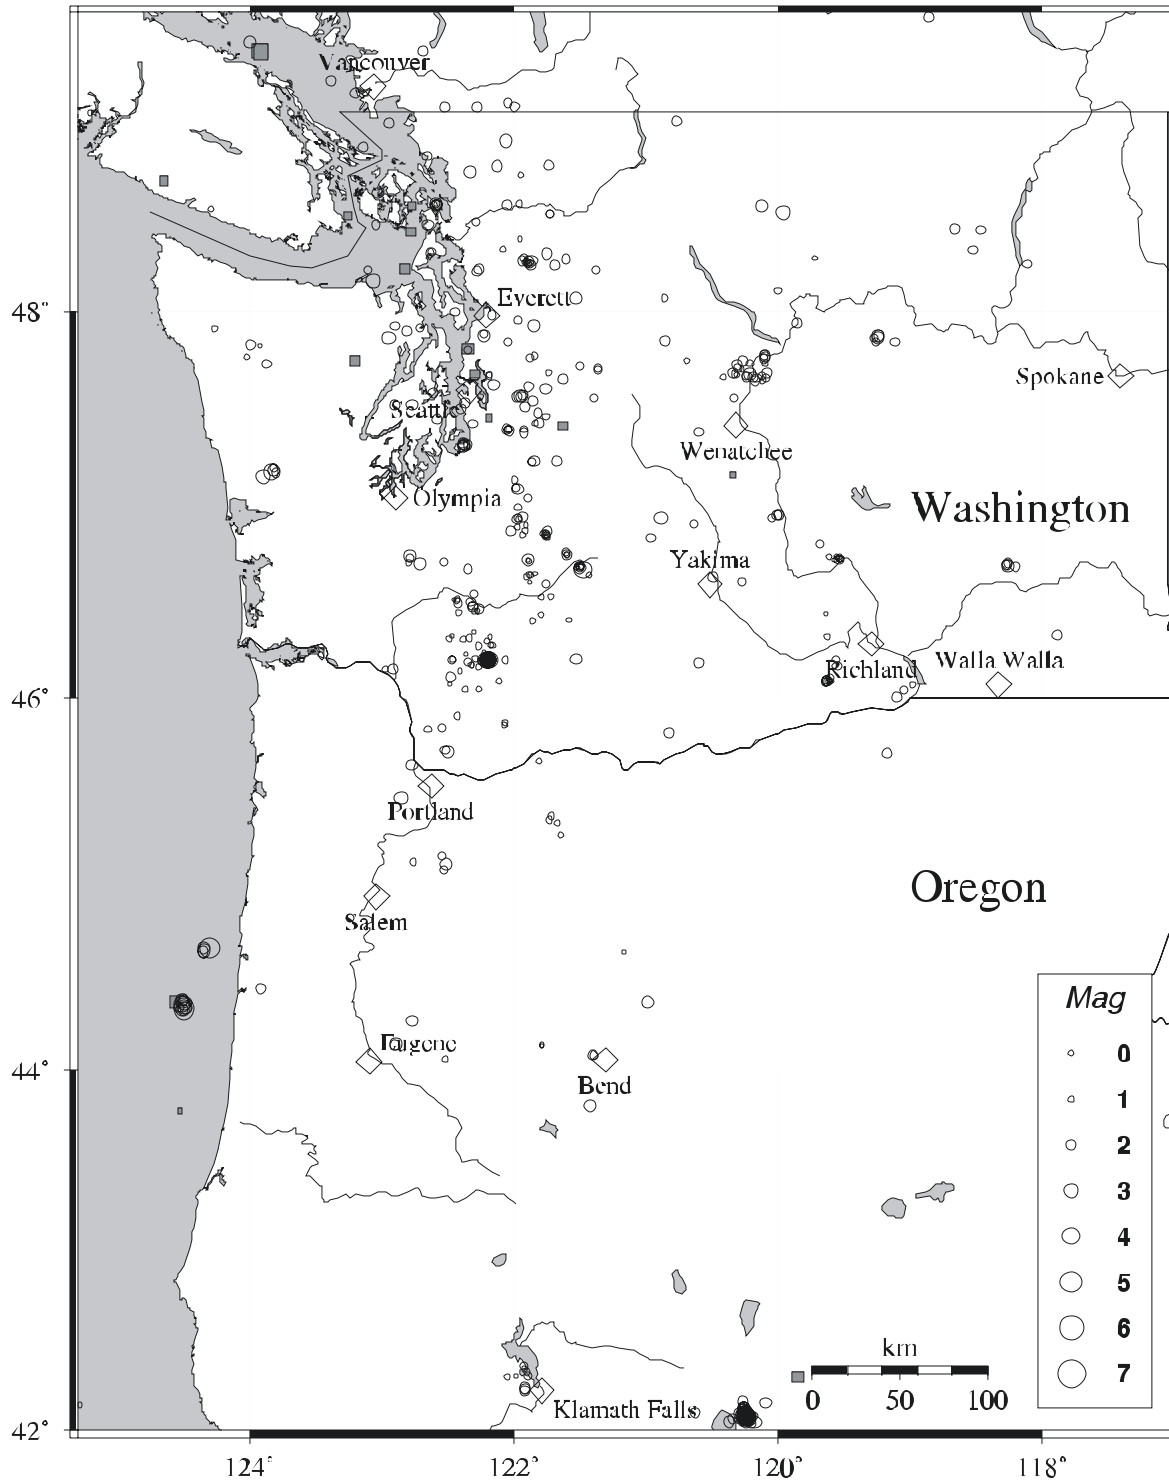 Vancouver
48°
Everett
Spokane
Seattle
Wenatchee
Olympia
Washington
Yakima
Richland
Walla Walla
46°
Portland
Oregon
Salem
Mag
0
1
2
3
4
5
6
7
Eugene
44°
Bend
km
0 50 100
Klamath Falls
42°
124° 122° 120° 118°